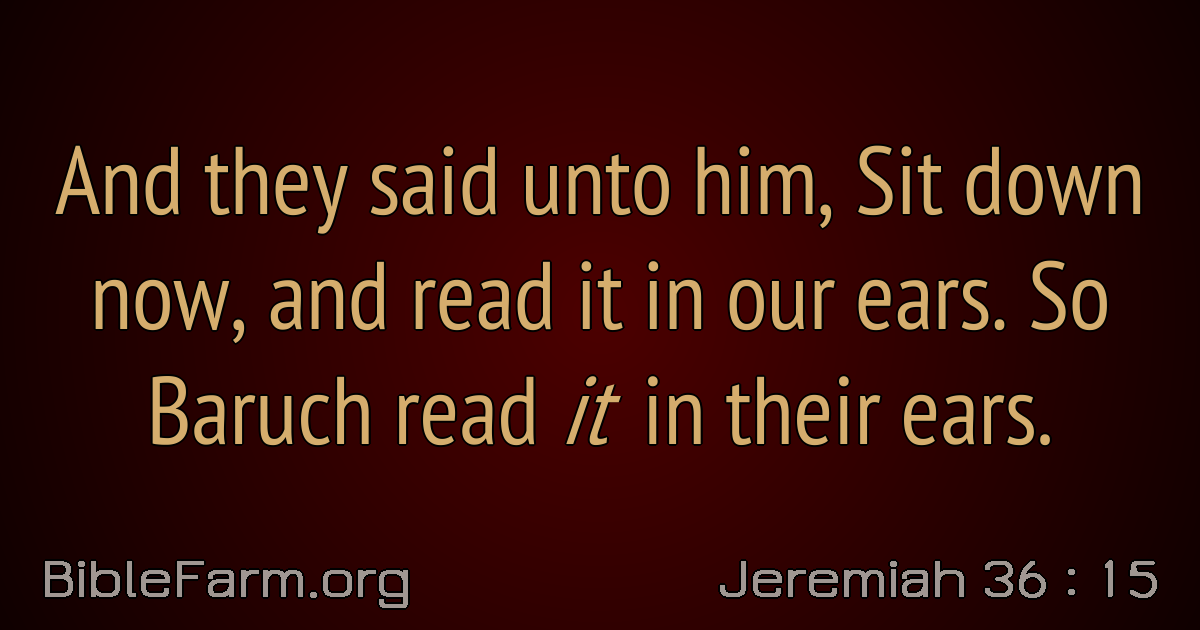 And they said unto him, Sit down
now, and read it in our ears. So
Baruch read it in their ears.
BibleFarm.org
Jeremiah 36 : 15